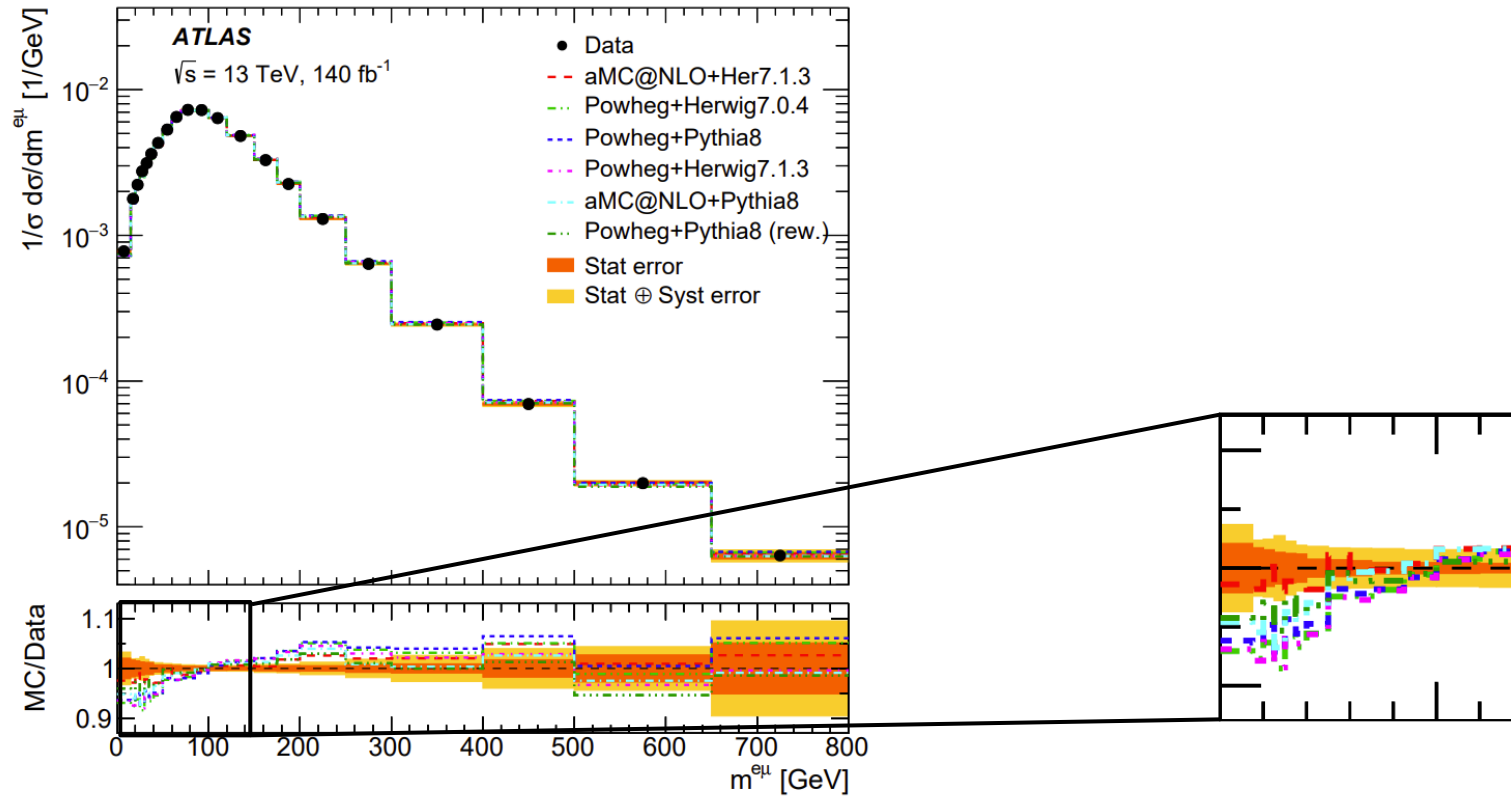 ATLAS
√s = 13 TeV, 140 fb⁻¹
1/σ dσ/dm^eμ [1/GeV]
10⁻²
10⁻³
10⁻⁴
10⁻⁵
Data
aMC@NLO+Her7.1.3
Powheg+Herwig7.0.4
Powheg+Pythia8
Powheg+Herwig7.1.3
aMC@NLO+Pythia8
Powheg+Pythia8 (rew.)
Stat error
Stat ⊕ Syst error
MC/Data
1.1
1
0.9
0 100 200 300 400 500 600 700 800
m^eμ [GeV]